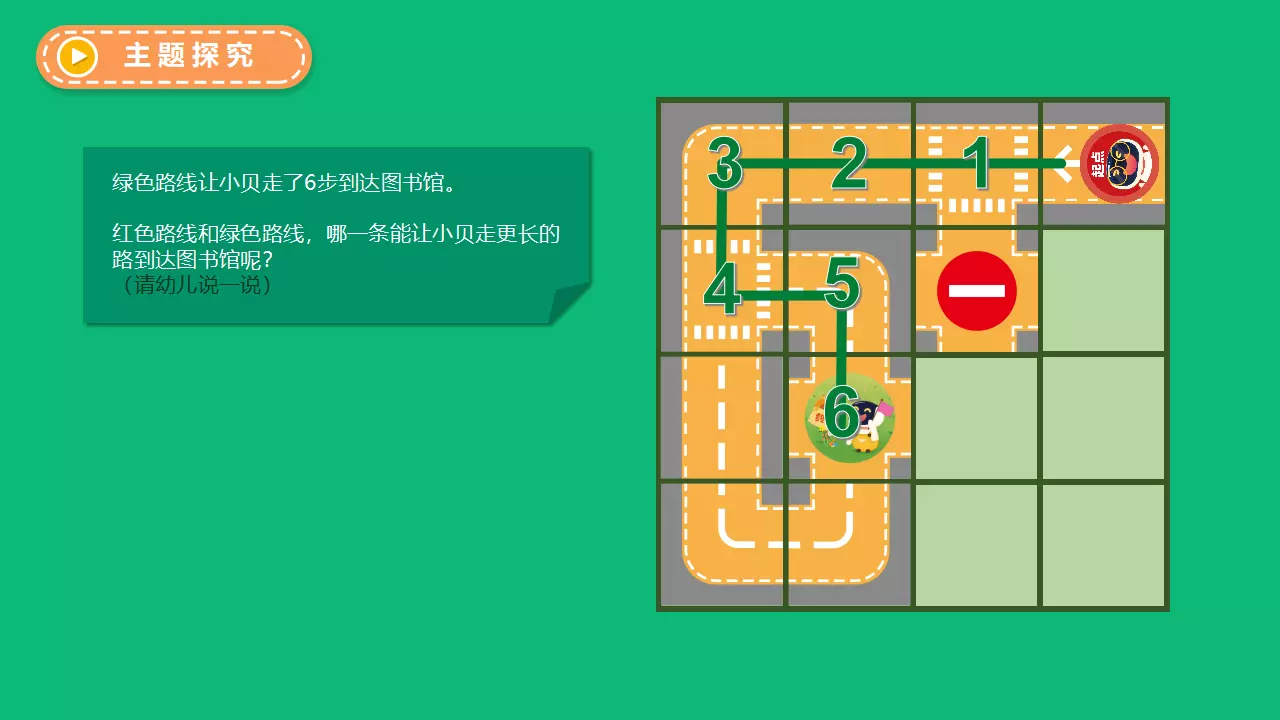 主题探究
绿色路线让小贝走了6步到达图书馆。
红色路线和绿色路线，哪一条能让小贝走更长的
路到达图书馆呢？
（请幼儿说一说）
3 2 1 起点
4 5
6